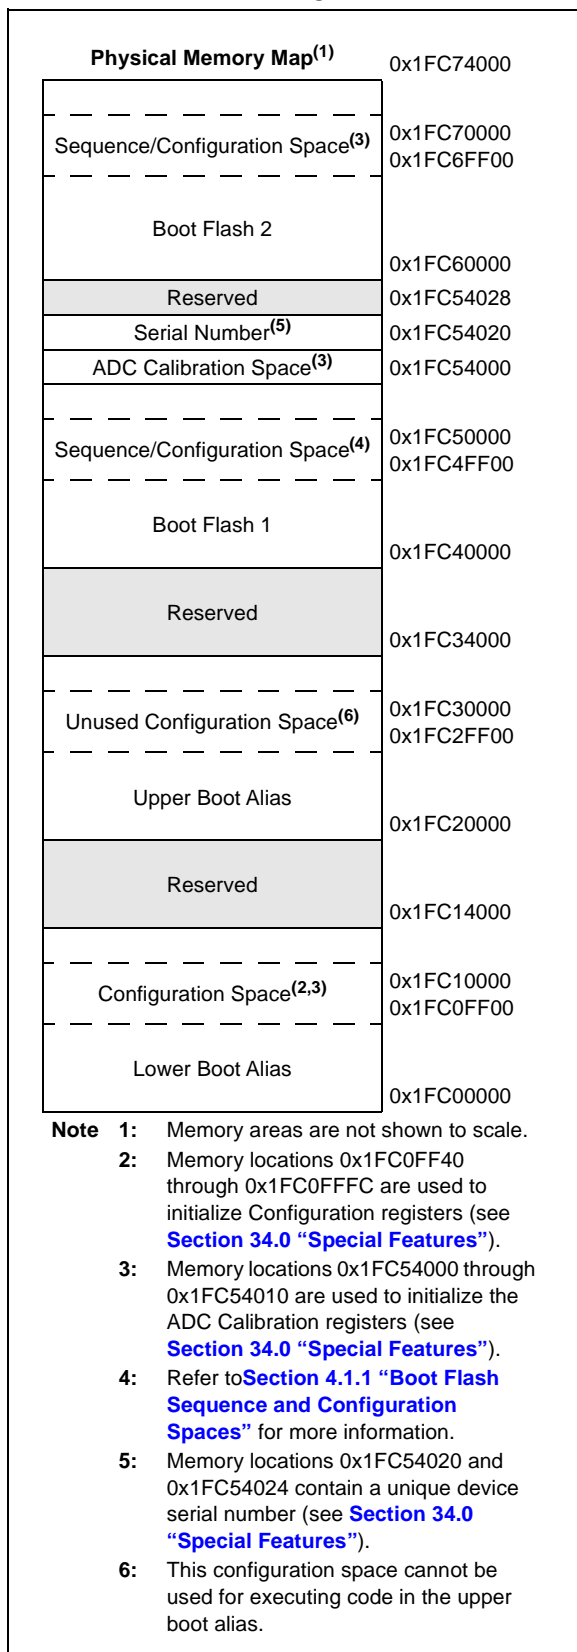 Physical Memory Map(1) 0x1FC74000
Sequence/Configuration Space(3) 0x1FC70000
0x1FC6FF00
Boot Flash 2
0x1FC60000
Reserved 0x1FC54028
Serial Number(5) 0x1FC54020
ADC Calibration Space(3) 0x1FC54000
Sequence/Configuration Space(4) 0x1FC50000
0x1FC4FF00
Boot Flash 1
0x1FC40000
Reserved
0x1FC34000
Unused Configuration Space(6) 0x1FC30000
0x1FC2FF00
Upper Boot Alias
0x1FC20000
Reserved
0x1FC14000
Configuration Space(2,3) 0x1FC10000
0x1FC0FF00
Lower Boot Alias
0x1FC00000
Note 1: Memory areas are not shown to scale.
2: Memory locations 0x1FC0FF40
through 0x1FC0FFFC are used to
initialize Configuration registers (see
Section 34.0 “Special Features”).
3: Memory locations 0x1FC54000 through
0x1FC54010 are used to initialize the
ADC Calibration registers (see
Section 34.0 “Special Features”).
4: Refer toSection 4.1.1 “Boot Flash
Sequence and Configuration
Spaces” for more information.
5: Memory locations 0x1FC54020 and
0x1FC54024 contain a unique device
serial number (see Section 34.0
“Special Features”).
6: This configuration space cannot be
used for executing code in the upper
boot alias.